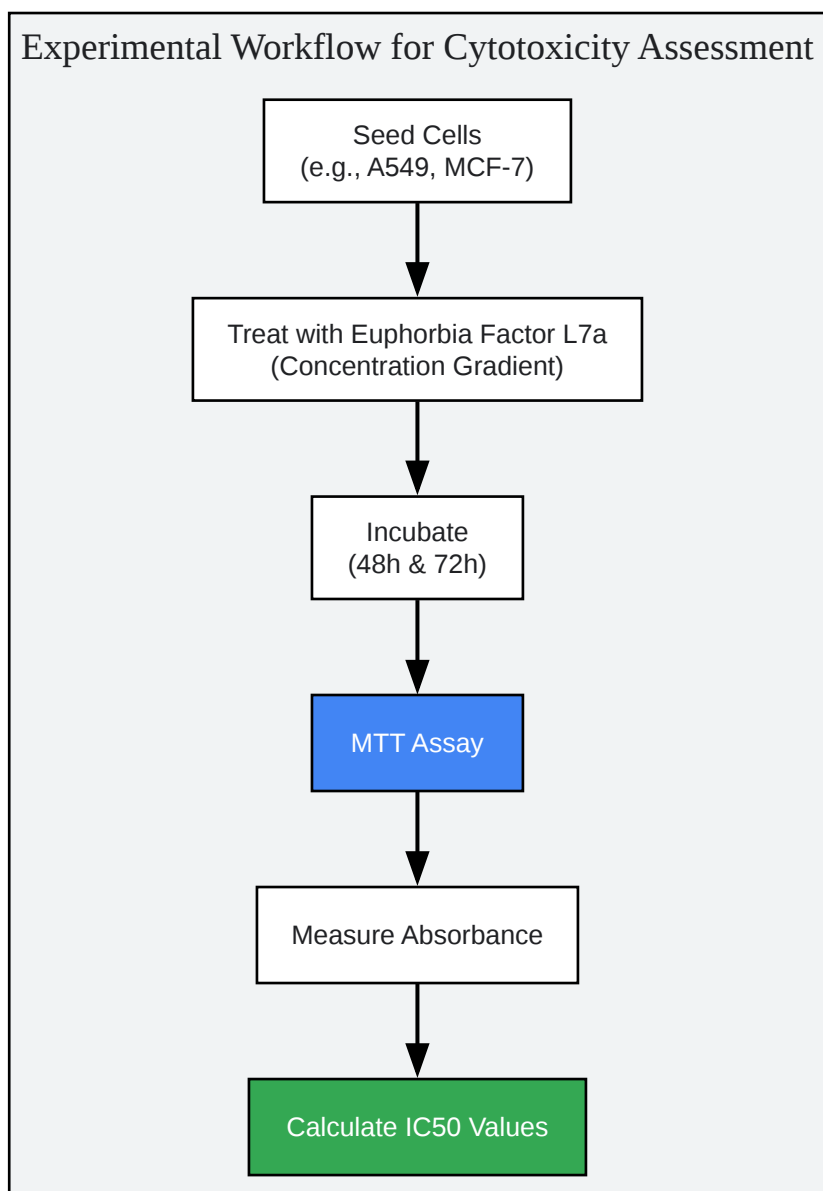 Experimental Workflow for Cytotoxicity Assessment
Seed Cells
(e.g., A549, MCF-7)
Treat with Euphorbia Factor L7a
(Concentration Gradient)
Incubate
(48h & 72h)
MTT Assay
Measure Absorbance
Calculate IC50 Values